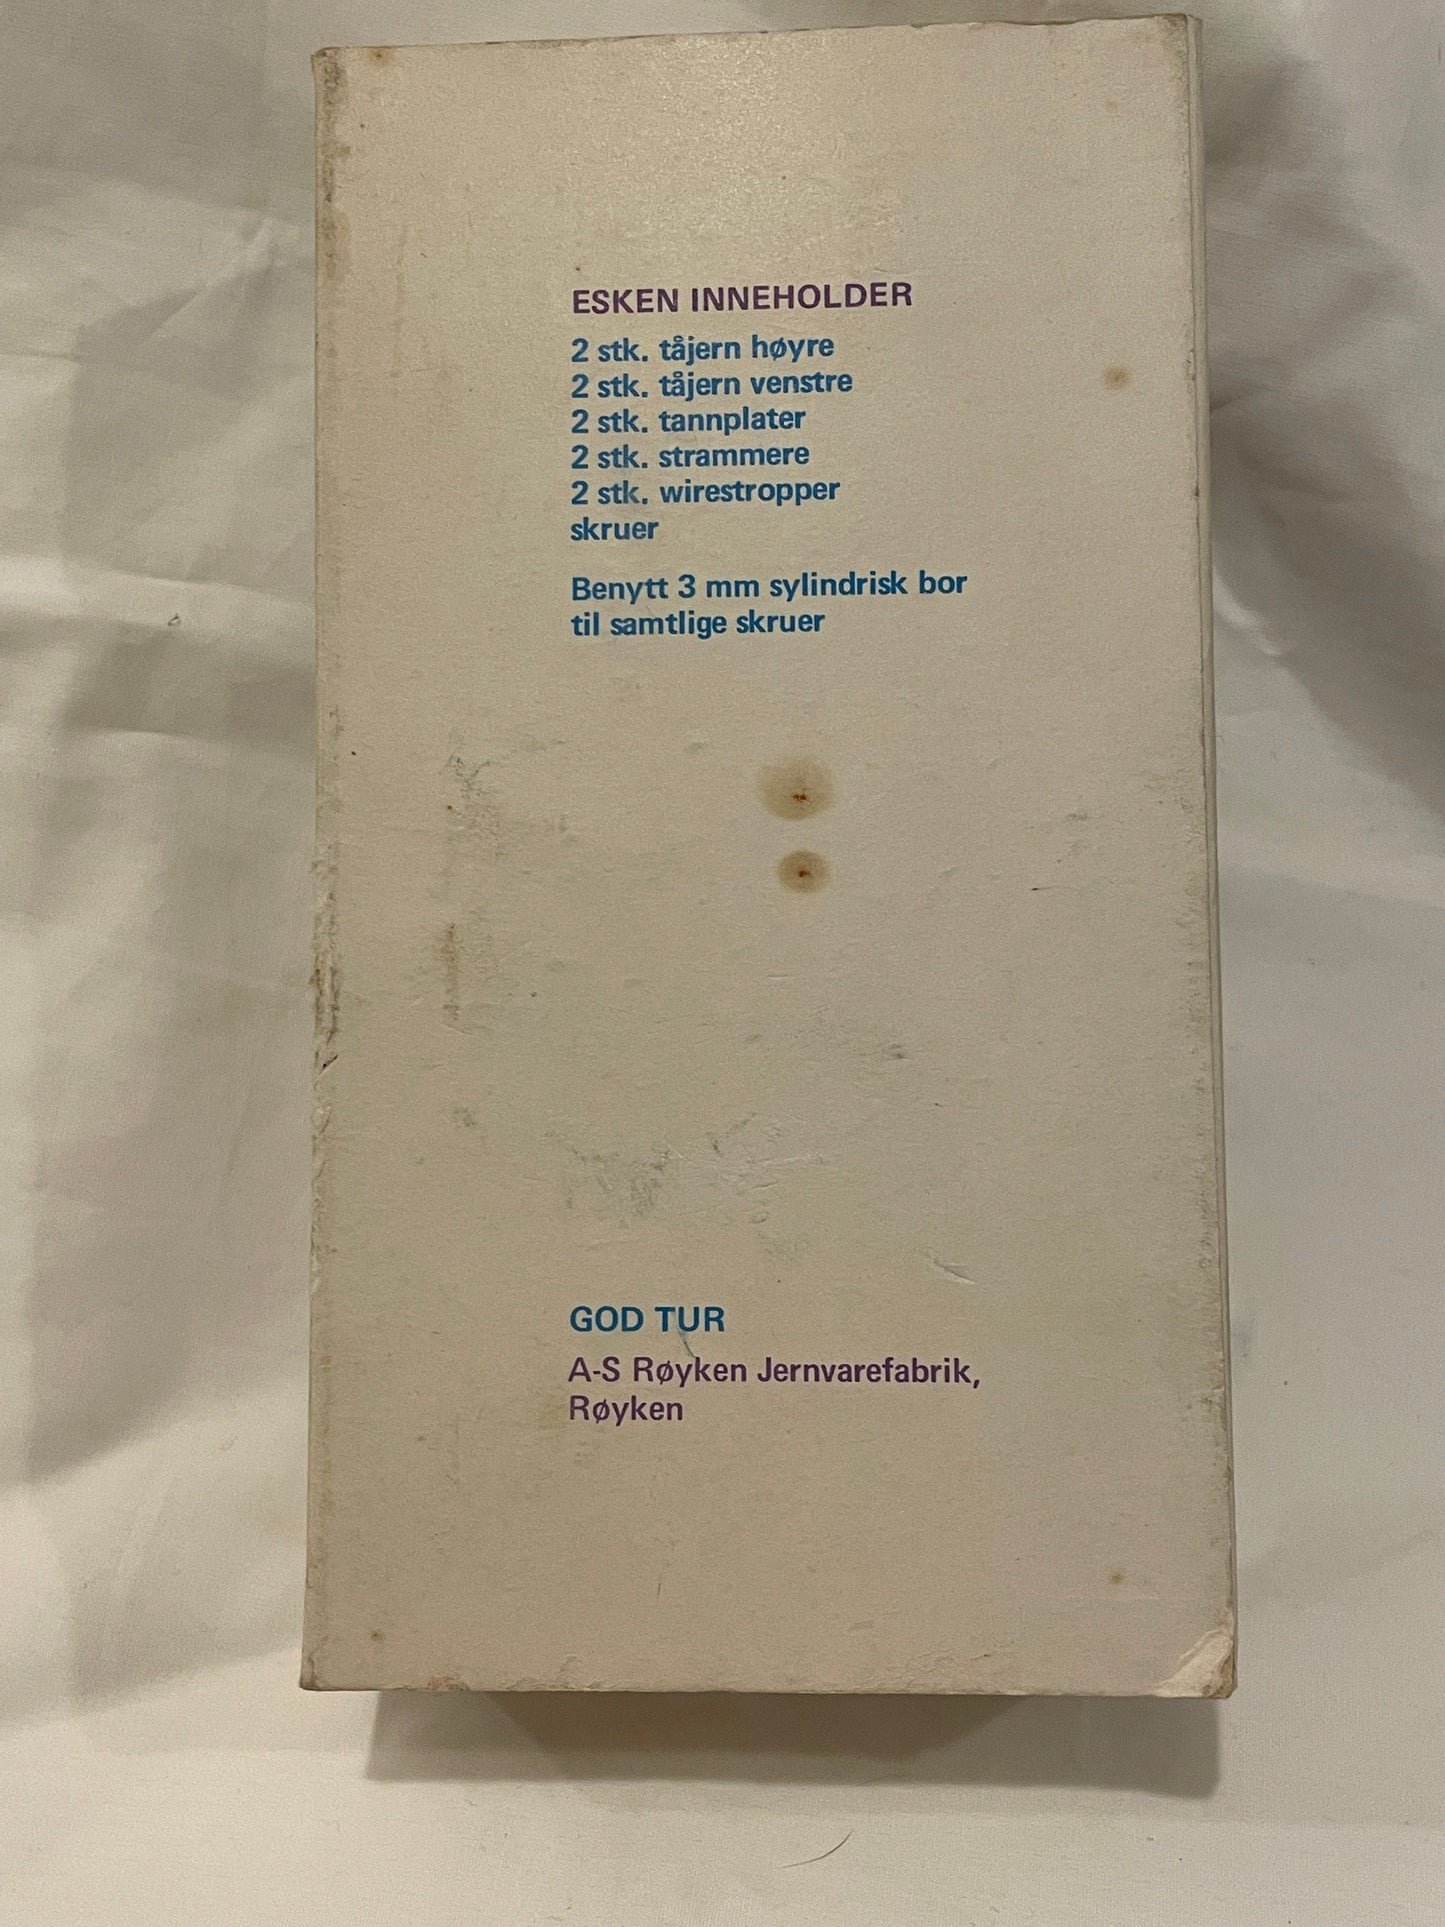 ESKEN INNEHOLDER
2 stk. tåjern høyre
2 stk. tåjern venstre
2 stk. tannplater
2 stk. strammere
2 stk. wirestropper
skruer
Benytt 3 mm sylindrisk bor
til samtlige skruer
GOD TUR
A-S Røyken Jernvarefabrik,
Røyken